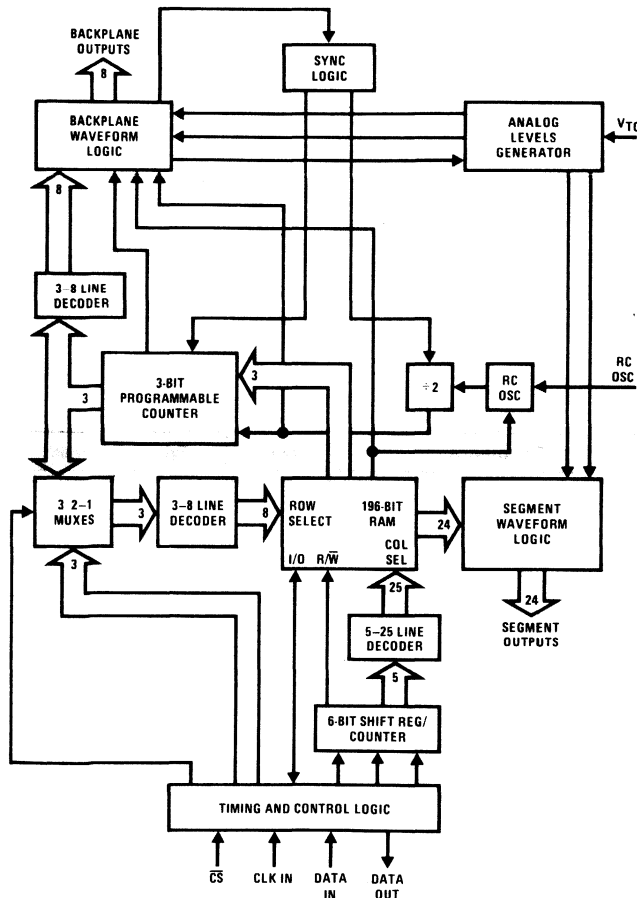 BACKPLANE
OUTPUTS
8
SYNC
LOGIC
BACKPLANE
WAVEFORM
LOGIC
ANALOG
LEVELS
GENERATOR
VTC
8
3–8 LINE
DECODER
3-BIT
PROGRAMMABLE
COUNTER
3
3
÷2
RC
OSC
RC
OSC
3 2–1
MUXES
3
3–8 LINE
DECODER
8
ROW
SELECT
196-BIT
RAM
COL
SEL
I/O
R/W̅
24
SEGMENT
WAVEFORM
LOGIC
3
25
24
SEGMENT
OUTPUTS
5–25 LINE
DECODER
5
6-BIT SHIFT REG/
COUNTER
TIMING AND CONTROL LOGIC
C̅S̅
CLK IN
DATA
IN
DATA
OUT